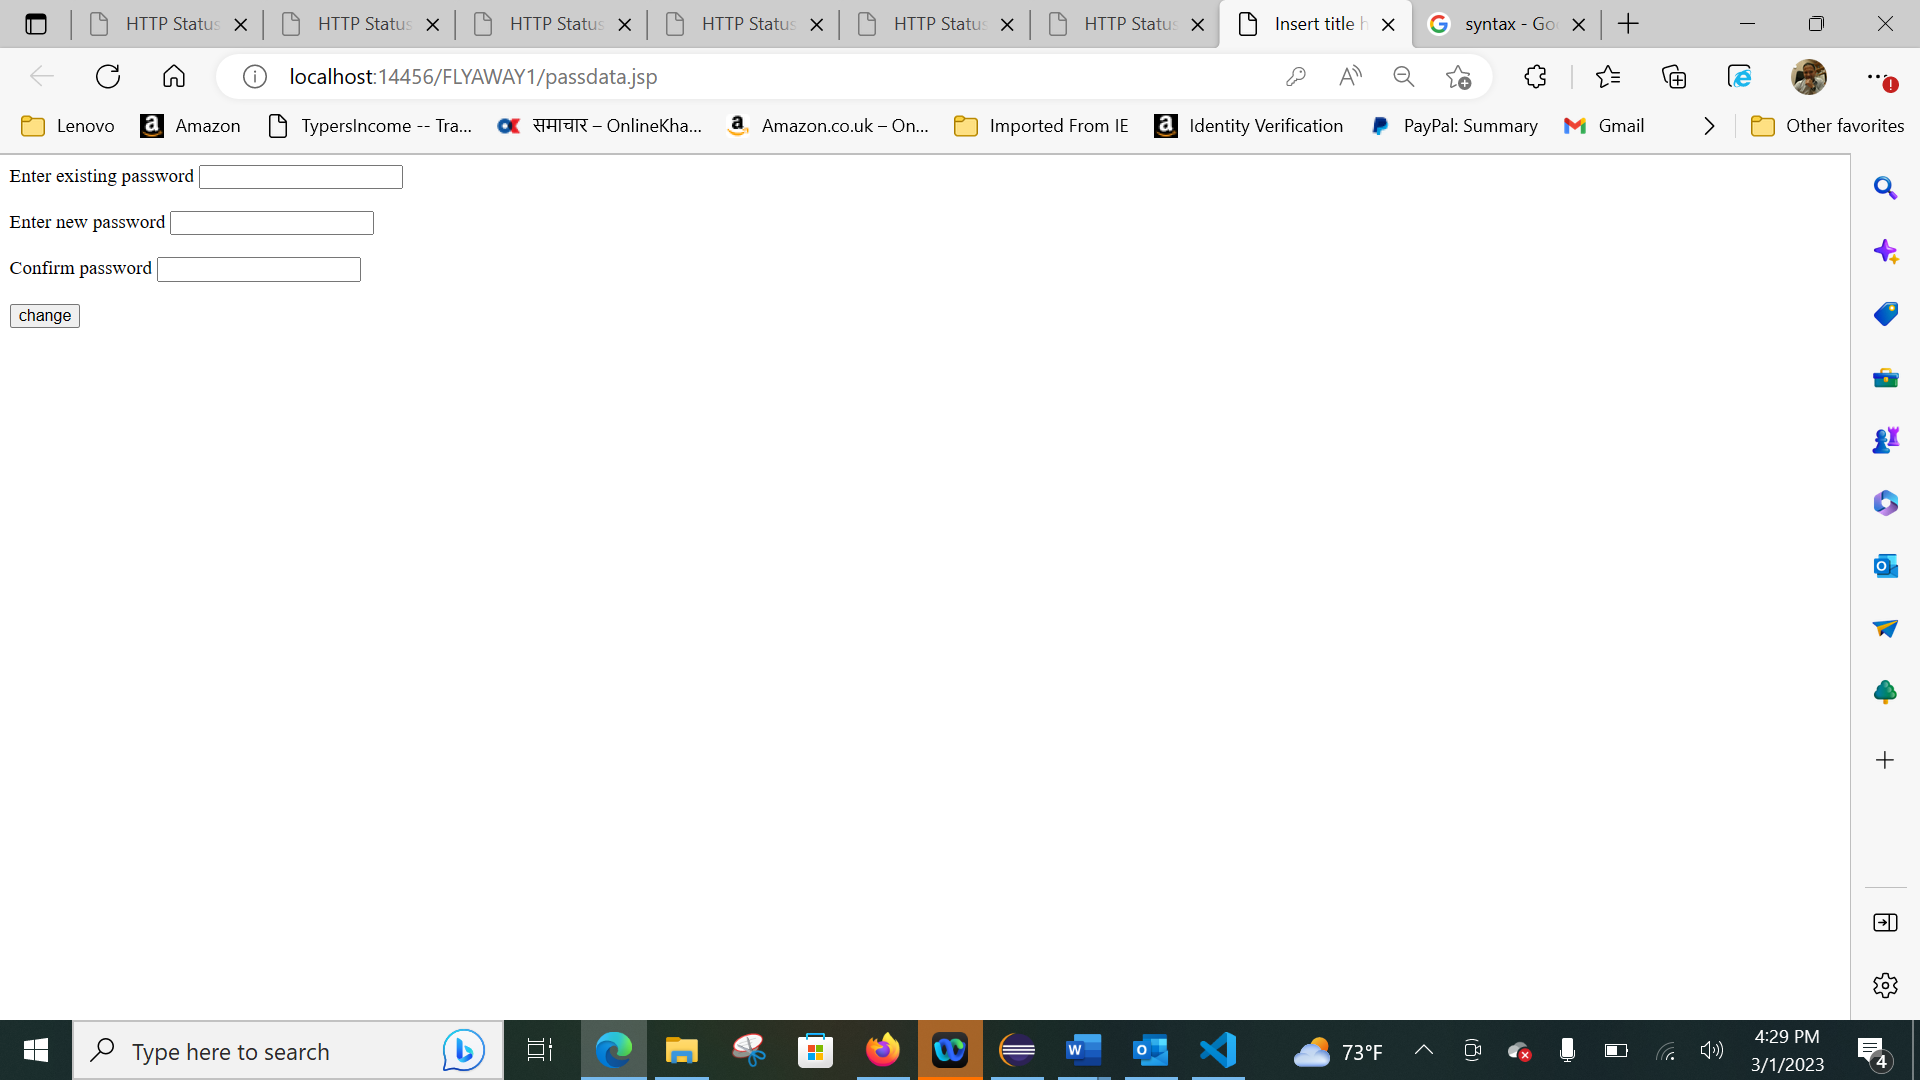 HTTP Status
HTTP Status
HTTP Status
HTTP Status
HTTP Status
HTTP Status
Insert title h
syntax - Goo
localhost:14456/FLYAWAY1/passdata.jsp
Lenovo
Amazon
TypersIncome -- Tra...
समाचार – OnlineKha...
Amazon.co.uk – On...
Imported From IE
Identity Verification
PayPal: Summary
Gmail
Other favorites
Enter existing password
Enter new password
Confirm password
change
Type here to search
73°F
4:29 PM
3/1/2023
4